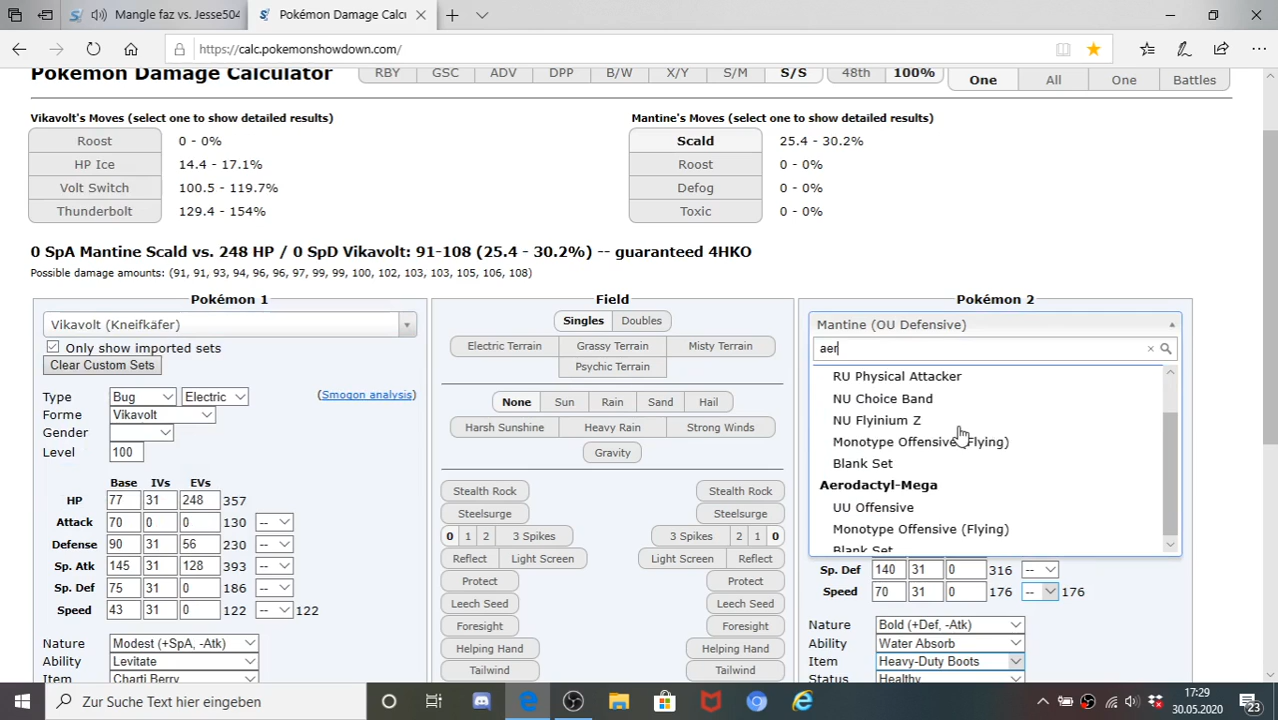 Mangle faz vs. Jesse504
Pokémon Damage Calcu
https://calc.pokemonshowdown.com/
Pokémon Damage Calculator
RBY GSC ADV DPP B/W X/Y S/M S/S 48th 100% One All One Battles
Vikavolt's Moves (select one to show detailed results)
Roost 0 - 0%
HP Ice 14.4 - 17.1%
Volt Switch 100.5 - 119.7%
Thunderbolt 129.4 - 154%
Mantine's Moves (select one to show detailed results)
Scald 25.4 - 30.2%
Roost 0 - 0%
Defog 0 - 0%
Toxic 0 - 0%
0 SpA Mantine Scald vs. 248 HP / 0 SpD Vikavolt: 91-108 (25.4 - 30.2%) -- guaranteed 4HKO
Possible damage amounts: (91, 91, 93, 94, 96, 96, 97, 99, 99, 100, 102, 103, 103, 105, 106, 108)
Pokémon 1
Vikavolt (Kneifkäfer)
Only show imported sets
Clear Custom Sets
Type Bug Electric (Smogon analysis)
Forme Vikavolt
Gender
Level 100
Base IVs EVs
HP 77 31 248 357
Attack 70 0 0 130 --
Defense 90 31 56 230 --
Sp. Atk 145 31 128 393 --
Sp. Def 75 31 0 186 --
Speed 43 31 0 122 -- 122
Nature Modest (+SpA, -Atk)
Ability Levitate
Item Charti Berry
Field
Singles Doubles
Electric Terrain Grassy Terrain Misty Terrain
Psychic Terrain
None Sun Rain Sand Hail
Harsh Sunshine Heavy Rain Strong Winds
Gravity
Stealth Rock Stealth Rock
Steelsurge Steelsurge
0 1 2 3 Spikes 3 Spikes 2 1 0
Reflect Light Screen Light Screen Reflect
Protect Protect
Leech Seed Leech Seed
Foresight Foresight
Helping Hand Helping Hand
Tailwind Tailwind
Pokémon 2
Mantine (OU Defensive)
aer
RU Physical Attacker
NU Choice Band
NU Flyinium Z
Monotype Offensive (Flying)
Blank Set
Aerodactyl-Mega
UU Offensive
Monotype Offensive (Flying)
Blank Set
Sp. Def 140 31 0 316 --
Speed 70 31 0 176 -- 176
Nature Bold (+Def, -Atk)
Ability Water Absorb
Item Heavy-Duty Boots
Status Healthy
Zur Suche Text hier eingeben
17:29
30.05.2020
23